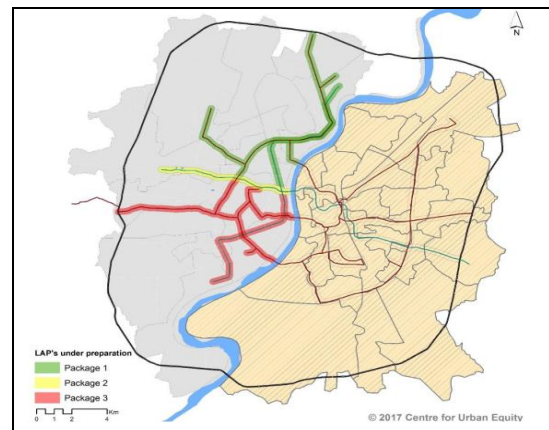 N
LAP's under preparation
Package 1
Package 2
Package 3
0 1 2 4 Km
© 2017 Centre for Urban Equity